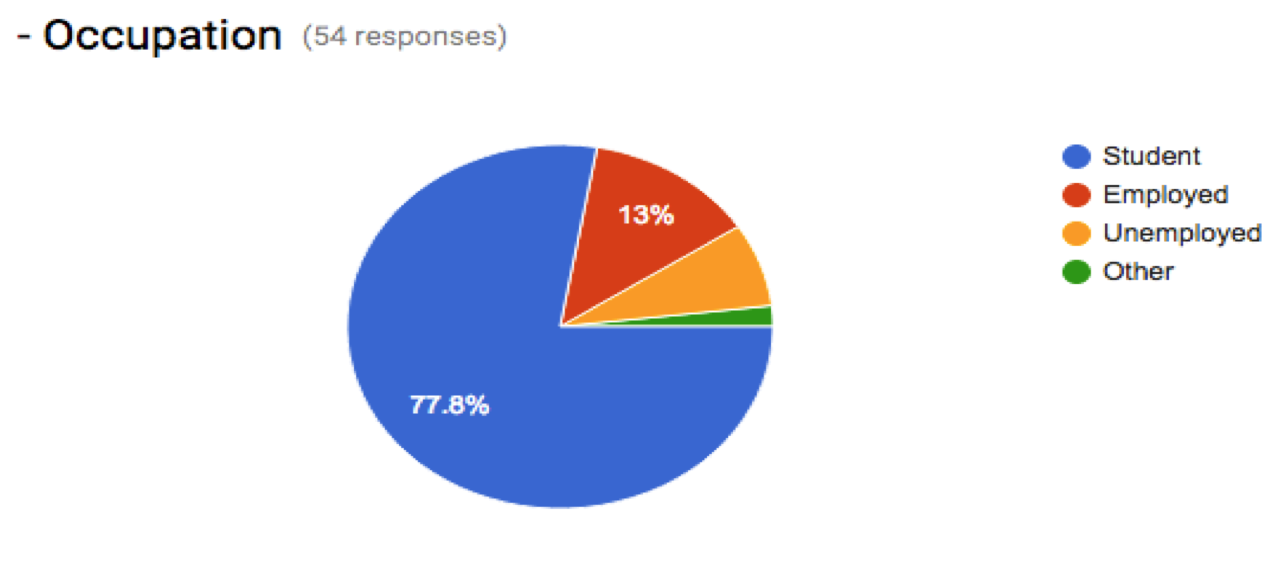 - Occupation (54 responses)
Student
Employed
Unemployed
Other
13%
77.8%